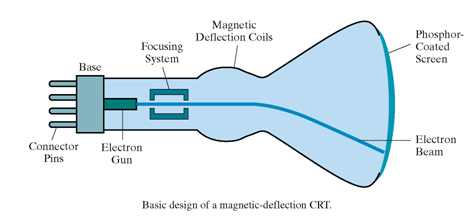 Magnetic
Deflection Coils
Phosphor-
Coated
Screen
Focusing
System
Base
Connector
Pins
Electron
Gun
Electron
Beam
Basic design of a magnetic-deflection CRT.